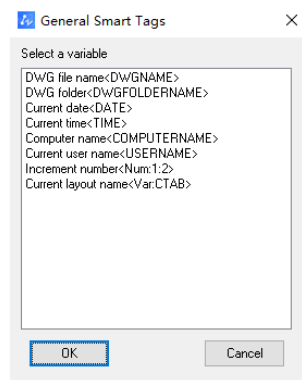 General Smart Tags
Select a variable
DWG file name<DWGNAME>
DWG folder<DWGFOLDERNAME>
Current date<DATE>
Current time<TIME>
Computer name<COMPUTERNAME>
Current user name<USERNAME>
Increment number<Num:1:2>
Current layout name<Var:CTAB>
OK
Cancel